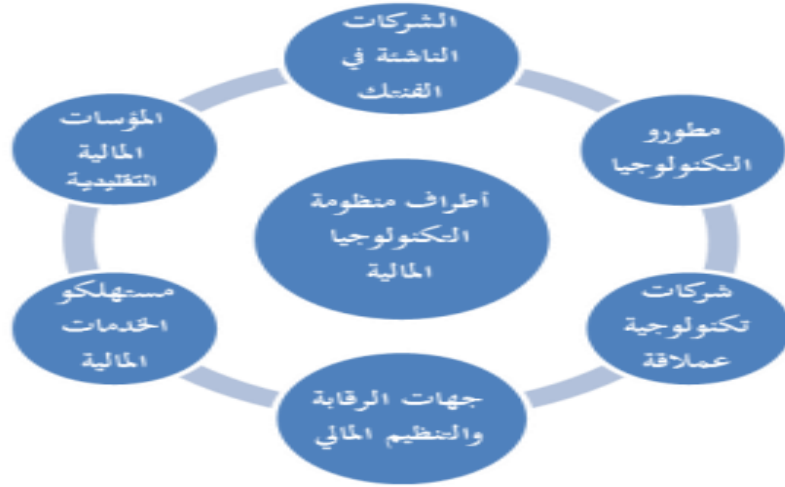 الشركات
الناشئة في
الفنتك
مطورو
التكنولوجيا
شركات
تكنولوجية
عملاقة
جهات الرقابة
والتنظيم المالي
مستهلكو
الخدمات
المالية
المؤسات
المالية
التقليدية
أطراف منظومة
التكنولوجيا
المالية